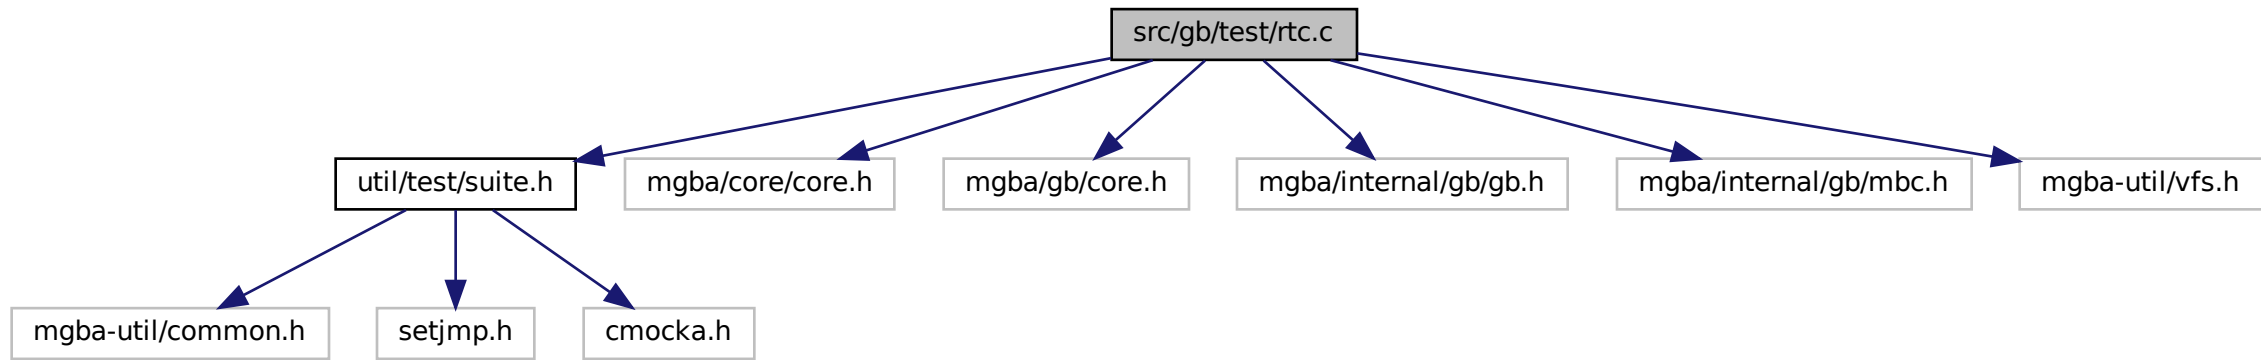 src/gb/test/rtc.c
util/test/suite.h
mgba/core/core.h
mgba/gb/core.h
mgba/internal/gb/gb.h
mgba/internal/gb/mbc.h
mgba-util/vfs.h
mgba-util/common.h
setjmp.h
cmocka.h